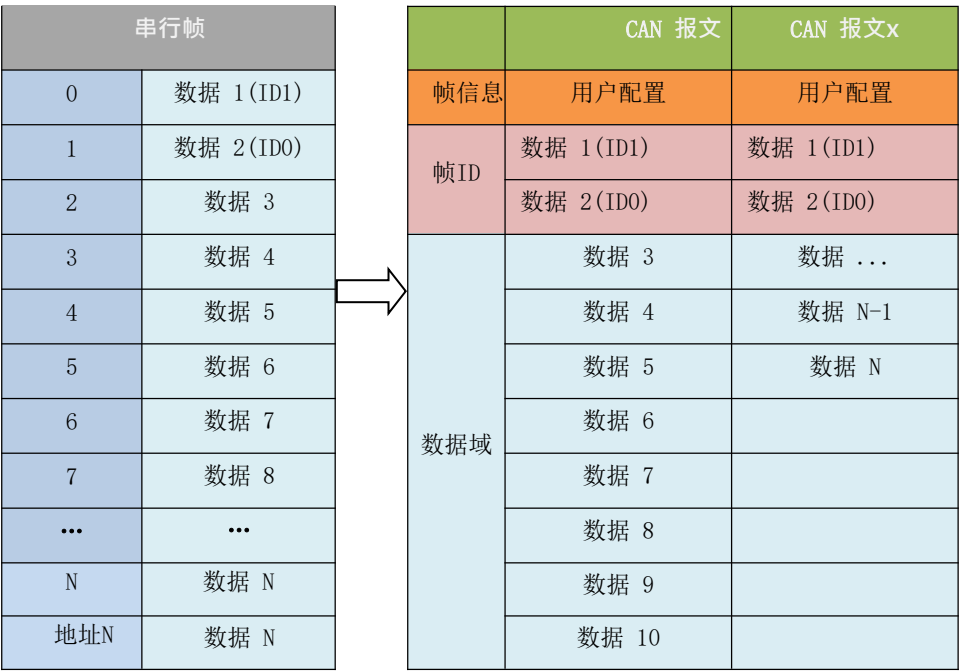 串行帧
0 数据 1(ID1)
1 数据 2(ID0)
2 数据 3
3 数据 4
4 数据 5
5 数据 6
6 数据 7
7 数据 8
… …
N 数据 N
地址N 数据 N
CAN 报文 CAN 报文x
帧信息 用户配置 用户配置
帧ID
数据 1(ID1) 数据 1(ID1)
数据 2(ID0) 数据 2(ID0)
数据域
数据 3 数据 ...
数据 4 数据 N-1
数据 5 数据 N
数据 6
数据 7
数据 8
数据 9
数据 10